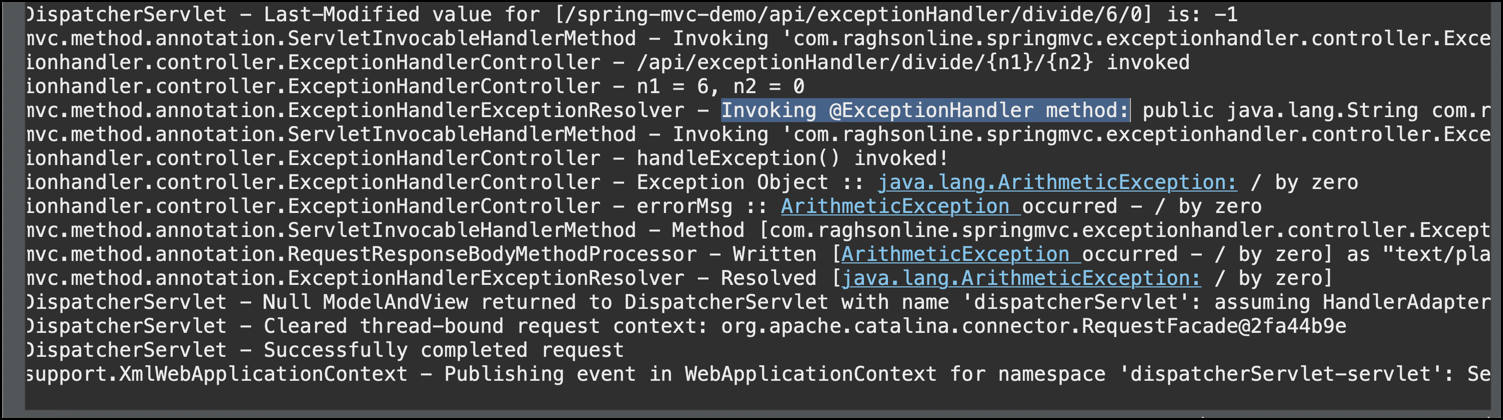 DispatcherServlet – Last-Modified value for [/spring-mvc-demo/api/exceptionHandler/divide/6/0] is: -1
mvc.method.annotation.ServletInvocableHandlerMethod – Invoking 'com.raghsonline.springmvc.exceptionhandler.controller.Exce
ionhandler.controller.ExceptionHandlerController – /api/exceptionHandler/divide/{n1}/{n2} invoked
ionhandler.controller.ExceptionHandlerController – n1 = 6, n2 = 0
mvc.method.annotation.ExceptionHandlerExceptionResolver – Invoking @ExceptionHandler method: public java.lang.String com.r
mvc.method.annotation.ServletInvocableHandlerMethod – Invoking 'com.raghsonline.springmvc.exceptionhandler.controller.Exce
ionhandler.controller.ExceptionHandlerController – handleException() invoked!
ionhandler.controller.ExceptionHandlerController – Exception Object :: java.lang.ArithmeticException: / by zero
ionhandler.controller.ExceptionHandlerController – errorMsg :: ArithmeticException occurred – / by zero
mvc.method.annotation.ServletInvocableHandlerMethod – Method [com.raghsonline.springmvc.exceptionhandler.controller.Except
mvc.method.annotation.RequestResponseBodyMethodProcessor – Written [ArithmeticException occurred – / by zero] as "text/pla
mvc.method.annotation.ExceptionHandlerExceptionResolver – Resolved [java.lang.ArithmeticException: / by zero]
DispatcherServlet – Null ModelAndView returned to DispatcherServlet with name 'dispatcherServlet': assuming HandlerAdapter
DispatcherServlet – Cleared thread-bound request context: org.apache.catalina.connector.RequestFacade@2fa44b9e
DispatcherServlet – Successfully completed request
support.XmlWebApplicationContext – Publishing event in WebApplicationContext for namespace 'dispatcherServlet-servlet': Se